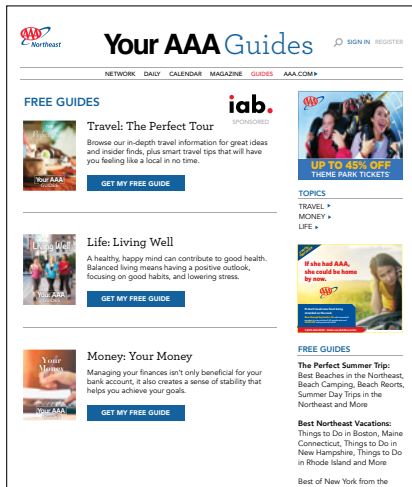 AAA
Northeast
Your AAA Guides
SIGN IN REGISTER
NETWORK DAILY CALENDAR MAGAZINE GUIDES AAA.COM
FREE GUIDES
iab.
SPONSORED
Travel: The Perfect Tour
Browse our in-depth travel information for great ideas
and insider finds, plus smart travel tips that will have
you feeling like a local in no time.
GET MY FREE GUIDE
Your AAA
GUIDES
Life: Living Well
A healthy, happy mind can contribute to good health.
Balanced living means having a positive outlook,
focusing on good habits, and lowering stress.
GET MY FREE GUIDE
Living Well
Your AAA
Money: Your Money
Managing your finances isn't only beneficial for your
bank account, it also creates a sense of stability that
helps you achieve your goals.
GET MY FREE GUIDE
Your
Money
Your AAA
UP TO 45% OFF
THEME PARK TICKETS*
TOPICS
TRAVEL
MONEY
LIFE
If she had AAA,
she could be home
by now.
FREE GUIDES
The Perfect Summer Trip:
Best Beaches in the Northeast,
Beach Camping, Beach Reorts,
Summer Day Trips in the
Northeast and More
Best Northeast Vacations:
Things to Do in Boston, Maine
Connecticut, Things to Do in
New Hampshire, Things to Do
in Rhode Island and More
Best of New York from the